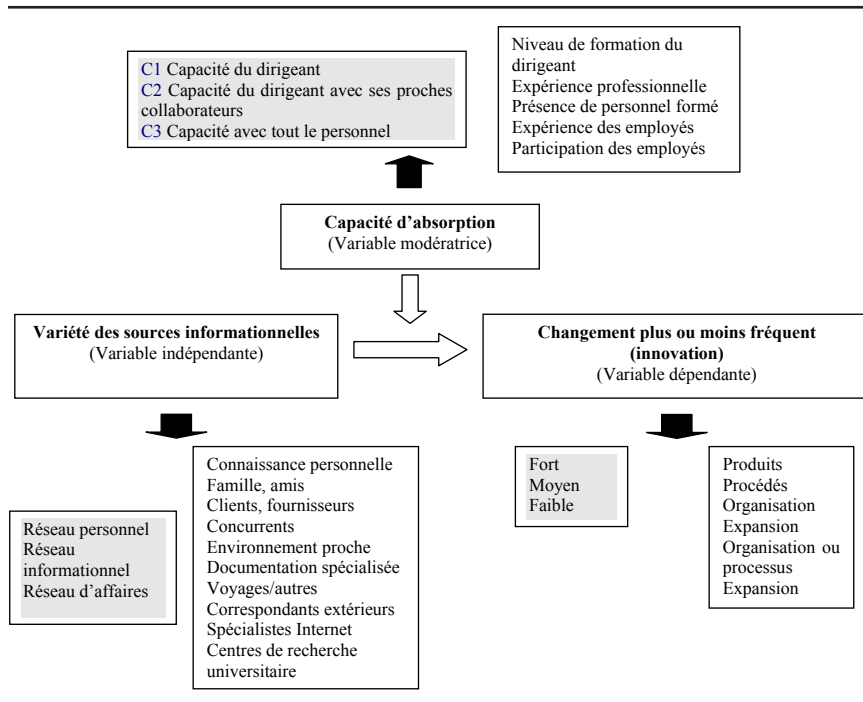 C1 Capacité du dirigeant
C2 Capacité du dirigeant avec ses proches
collaborateurs
C3 Capacité avec tout le personnel
Niveau de formation du
dirigeant
Expérience professionnelle
Présence de personnel formé
Expérience des employés
Participation des employés
Capacité d'absorption
(Variable modératrice)
Variété des sources informationnelles
(Variable indépendante)
Changement plus ou moins fréquent
(innovation)
(Variable dépendante)
Réseau personnel
Réseau
informationnel
Réseau d'affaires
Connaissance personnelle
Famille, amis
Clients, fournisseurs
Concurrents
Environnement proche
Documentation spécialisée
Voyages/autres
Correspondants extérieurs
Spécialistes Internet
Centres de recherche
universitaire
Fort
Moyen
Faible
Produits
Procédés
Organisation
Expansion
Organisation ou
processus
Expansion